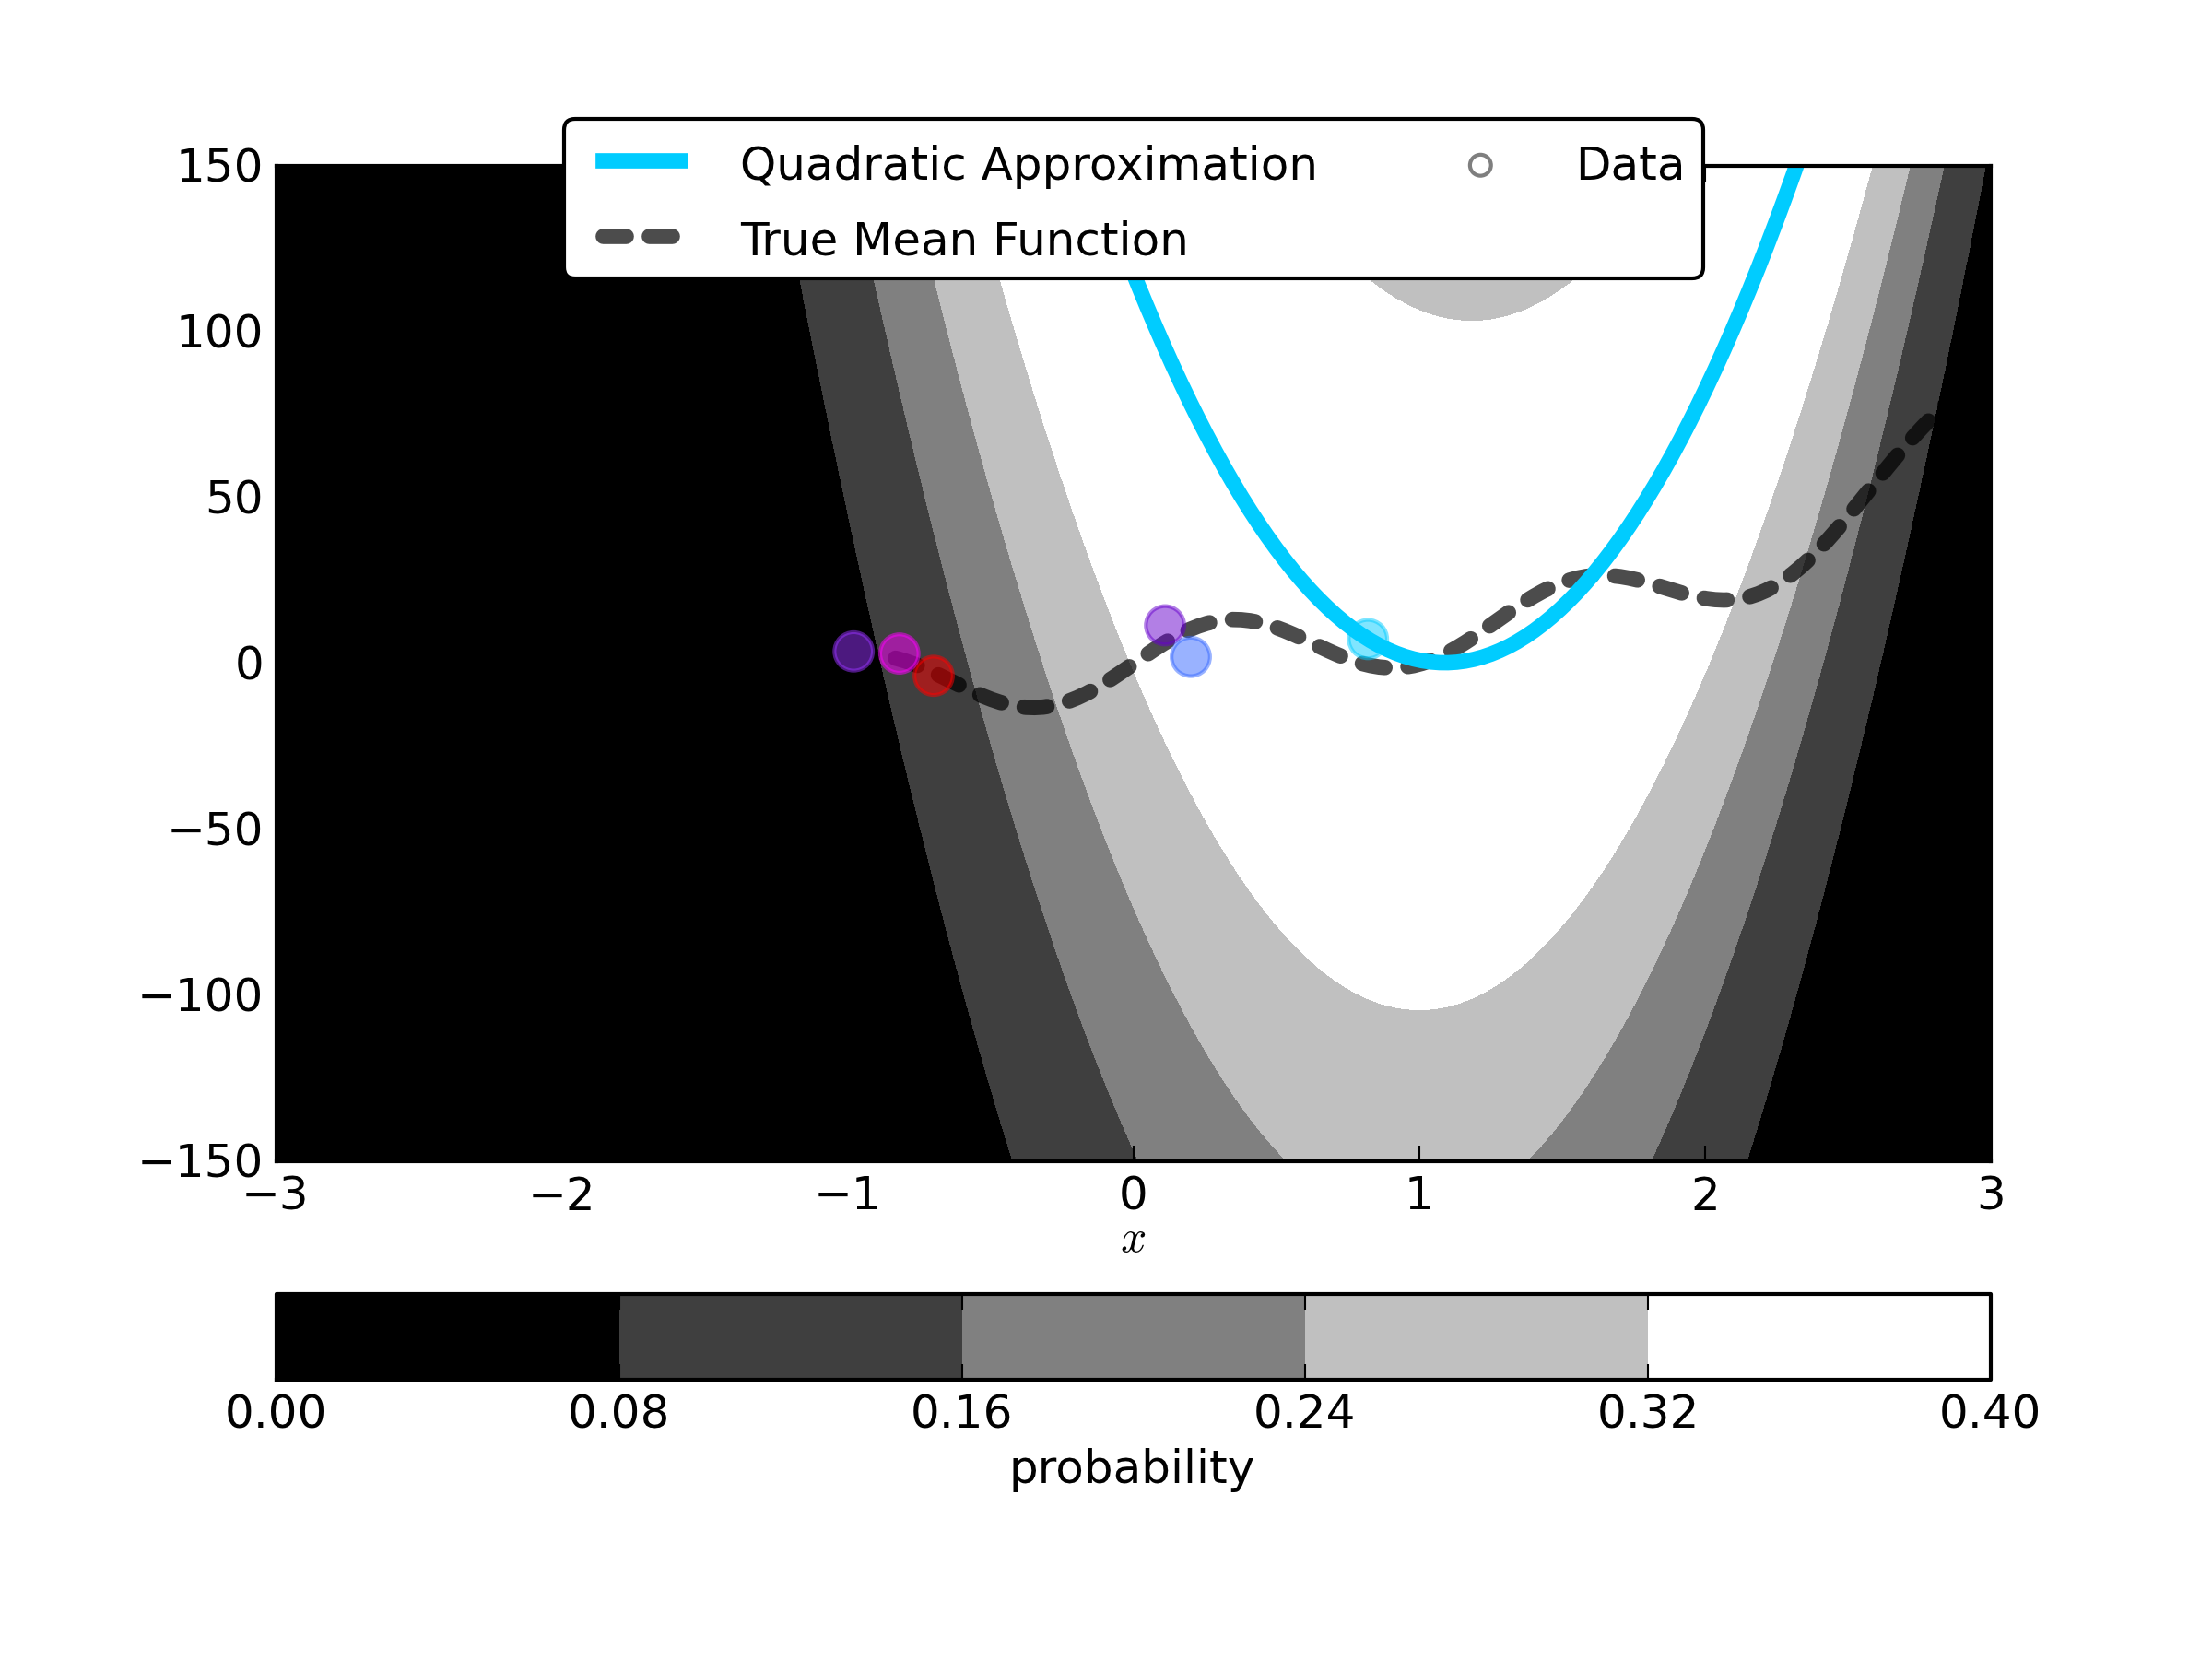 Quadratic Approximation
Data
True Mean Function
150
100
50
0
−50
−100
−150
−3 −2 −1 0 1 2 3
x
0.00 0.08 0.16 0.24 0.32 0.40
probability